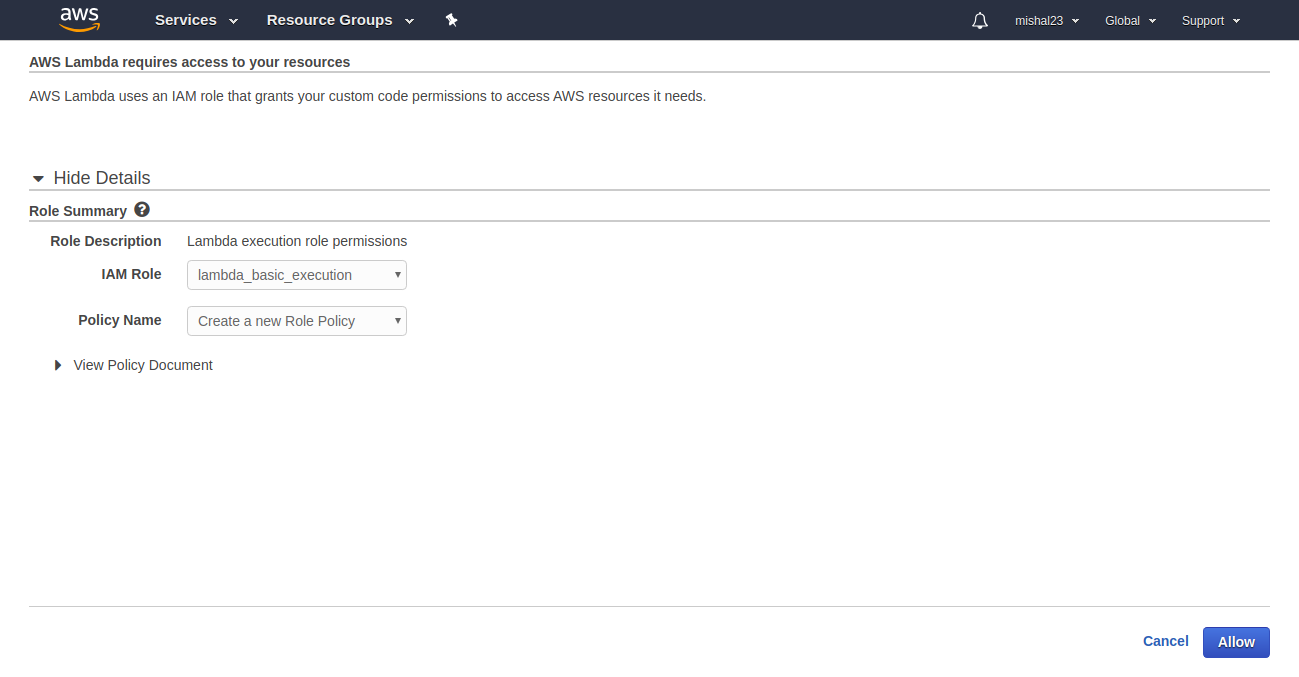 aws Services Resource Groups mishal23 Global Support
AWS Lambda requires access to your resources
AWS Lambda uses an IAM role that grants your custom code permissions to access AWS resources it needs.
Hide Details
Role Summary ?
Role Description Lambda execution role permissions
IAM Role lambda_basic_execution
Policy Name Create a new Role Policy
View Policy Document
Cancel Allow